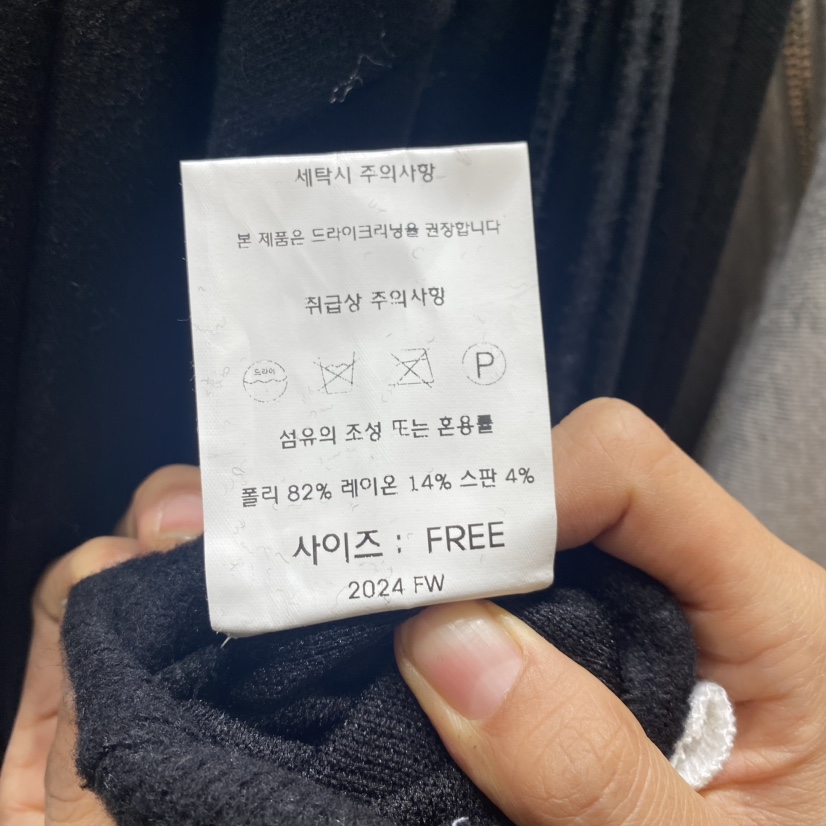 세탁시 주의사항
본 제품은 드라이크리닝을 권장합니다
취급상 주의사항
드라이
P
섬유의 조성 또는 혼용률
폴리 82% 레이온 14% 스판 4%
사이즈 : FREE
2024 FW